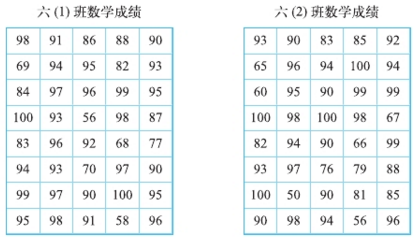 六(1)班数学成绩
98 91 86 88 90
69 94 95 82 93
84 97 96 99 95
100 93 56 98 87
83 96 92 68 77
94 93 70 97 90
99 97 90 100 95
95 98 91 58 96
六(2)班数学成绩
93 90 83 85 92
65 96 94 100 94
60 95 90 99 99
100 98 100 98 67
82 94 90 66 99
93 97 76 79 88
100 50 90 81 85
90 98 94 56 96